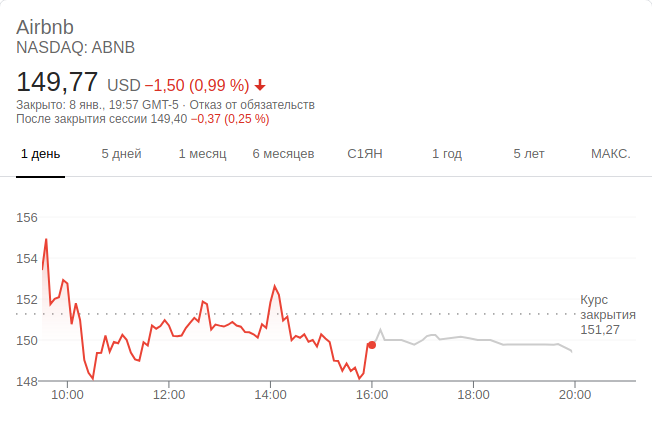 Airbnb
NASDAQ: ABNB
149,77 USD −1,50 (0,99 %)
Закрыто: 8 янв., 19:57 GMT-5 · Отказ от обязательств
После закрытия сессии 149,40 −0,37 (0,25 %)
1 день 5 дней 1 месяц 6 месяцев С1ЯН 1 год 5 лет МАКС.
156
154
152
Курс
закрытия
151,27
150
148
10:00 12:00 14:00 16:00 18:00 20:00